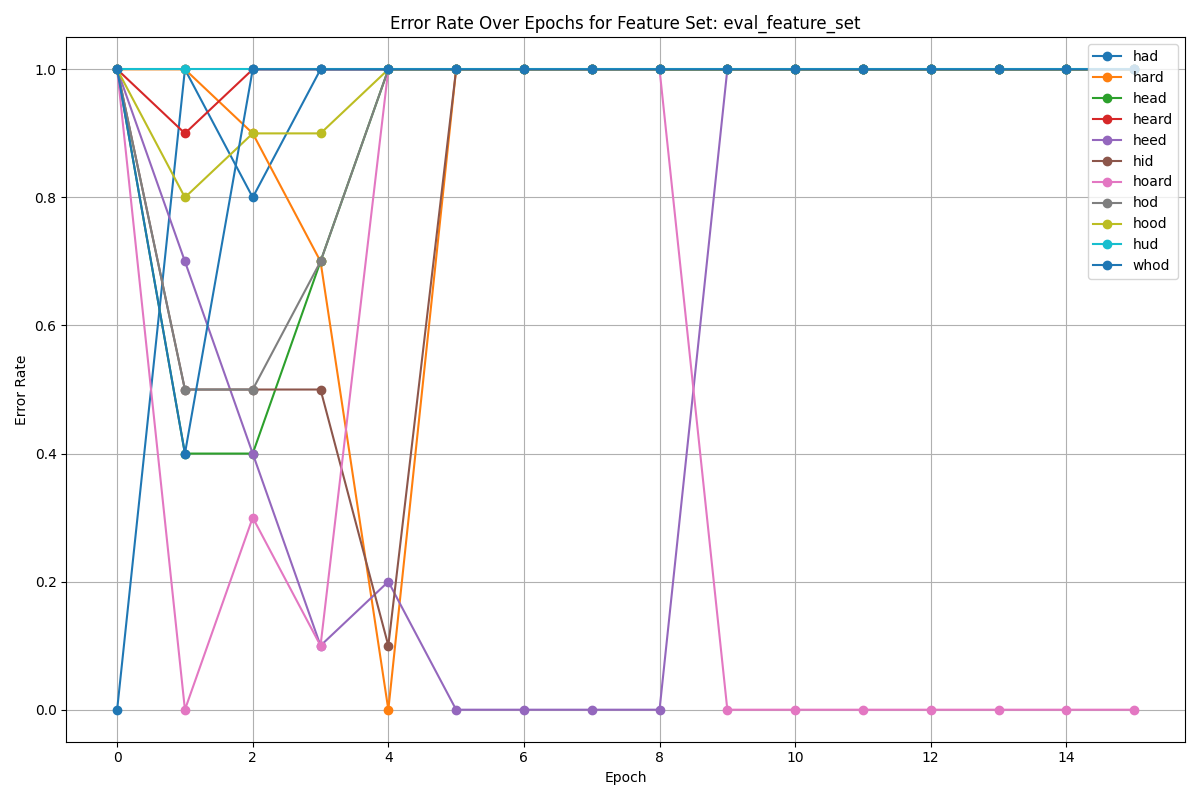 Error Rate Over Epochs for Feature Set: eval_feature_set
had
hard
head
heard
heed
hid
hoard
hod
hood
hud
whod
1.0
0.8
0.6
0.4
0.2
0.0
Error Rate
0 2 4 6 8 10 12 14
Epoch